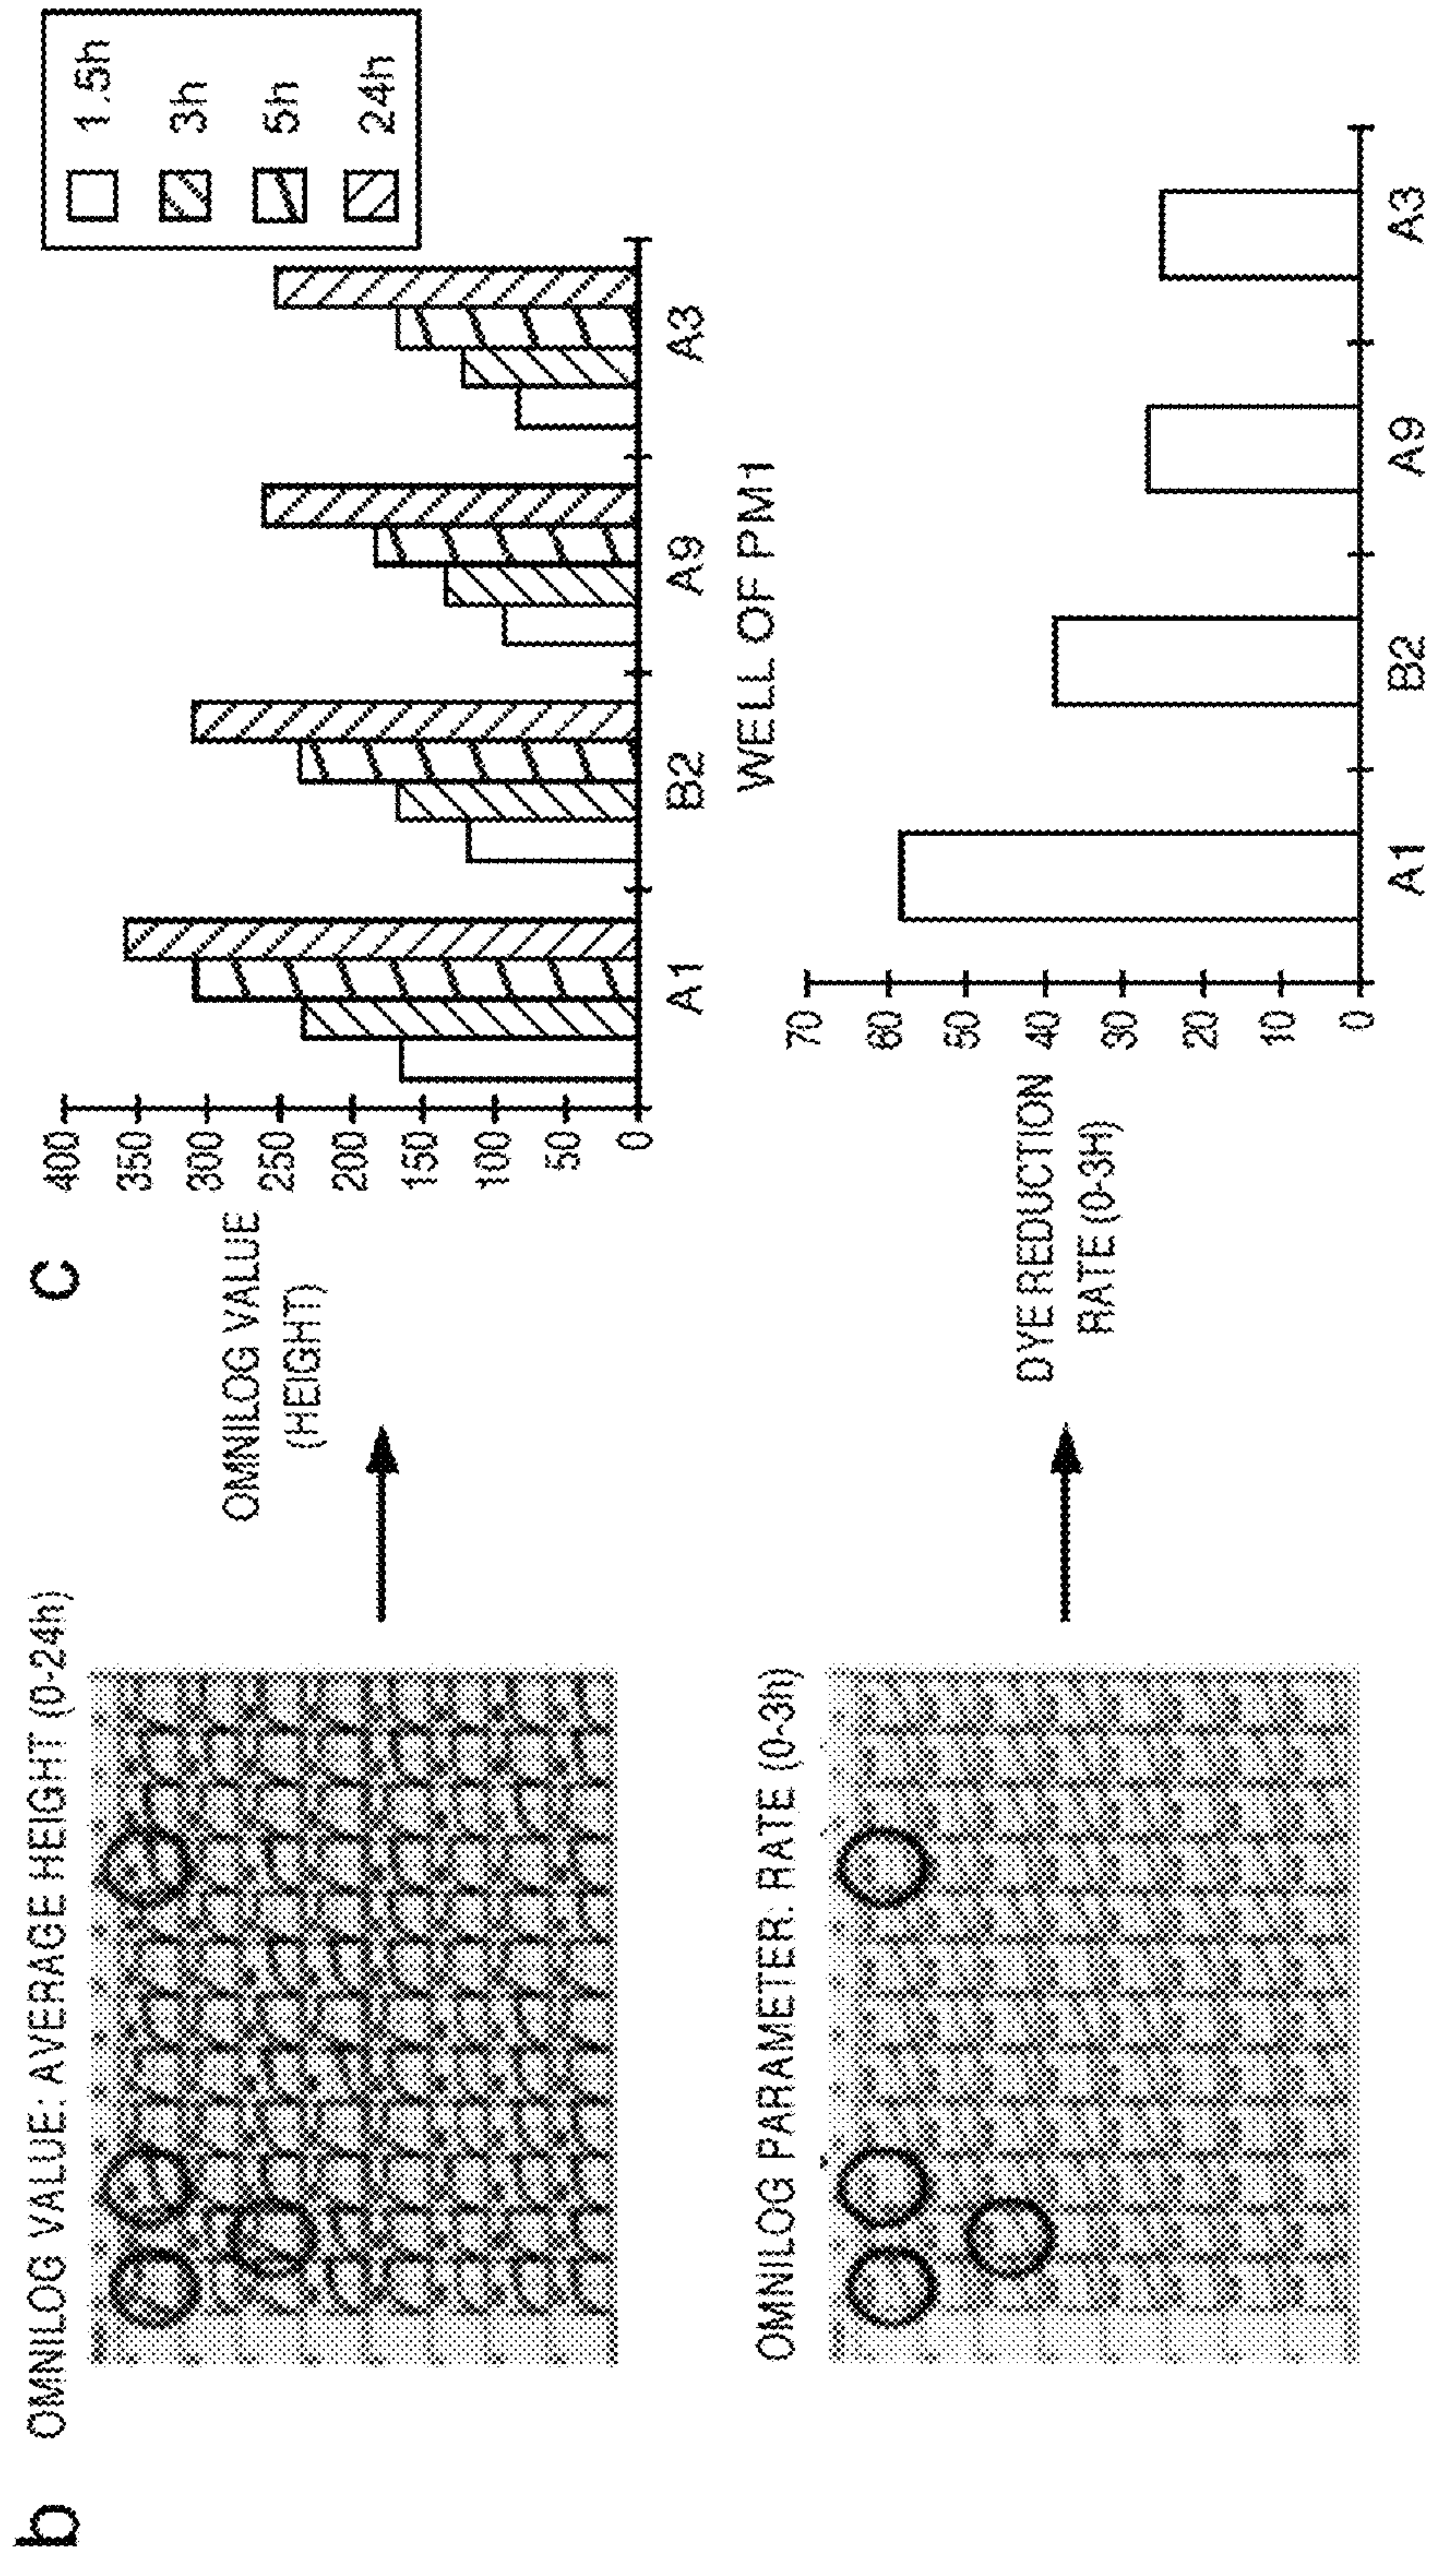 b
OMNILOG VALUE: AVERAGE HEIGHT (0-24h)
OMNILOG PARAMETER: RATE (0-3h)
c
OMNILOG VALUE
(HEIGHT)
400
350
300
250
200
150
100
50
0
A1
B2
A9
A3
WELL OF PM1
1.5h
3h
5h
24h
DYE REDUCTION
RATE (0-3H)
70
60
50
40
30
20
10
0
A1
B2
A9
A3